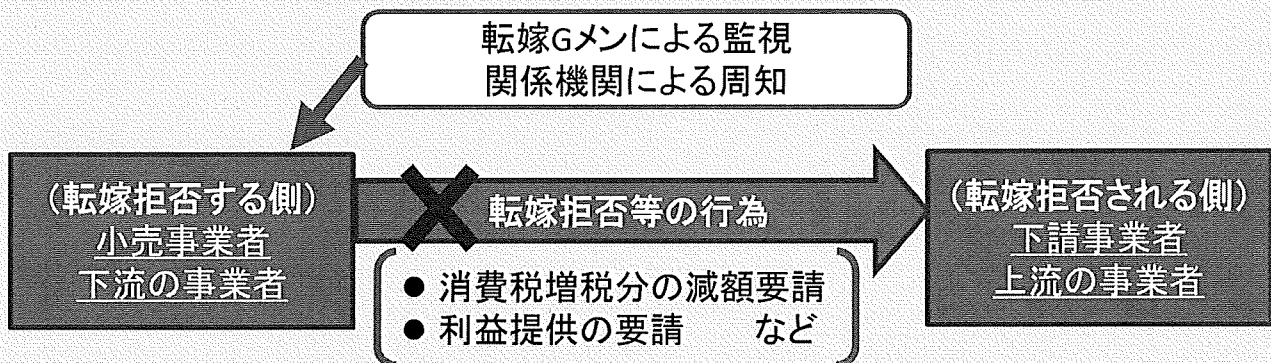 転嫁Gメンによる監視
関係機関による周知
(転嫁拒否する側)
小売事業者
下流の事業者
転嫁拒否等の行為
● 消費税増税分の減額要請
● 利益提供の要請　　など
(転嫁拒否される側)
下請事業者
上流の事業者